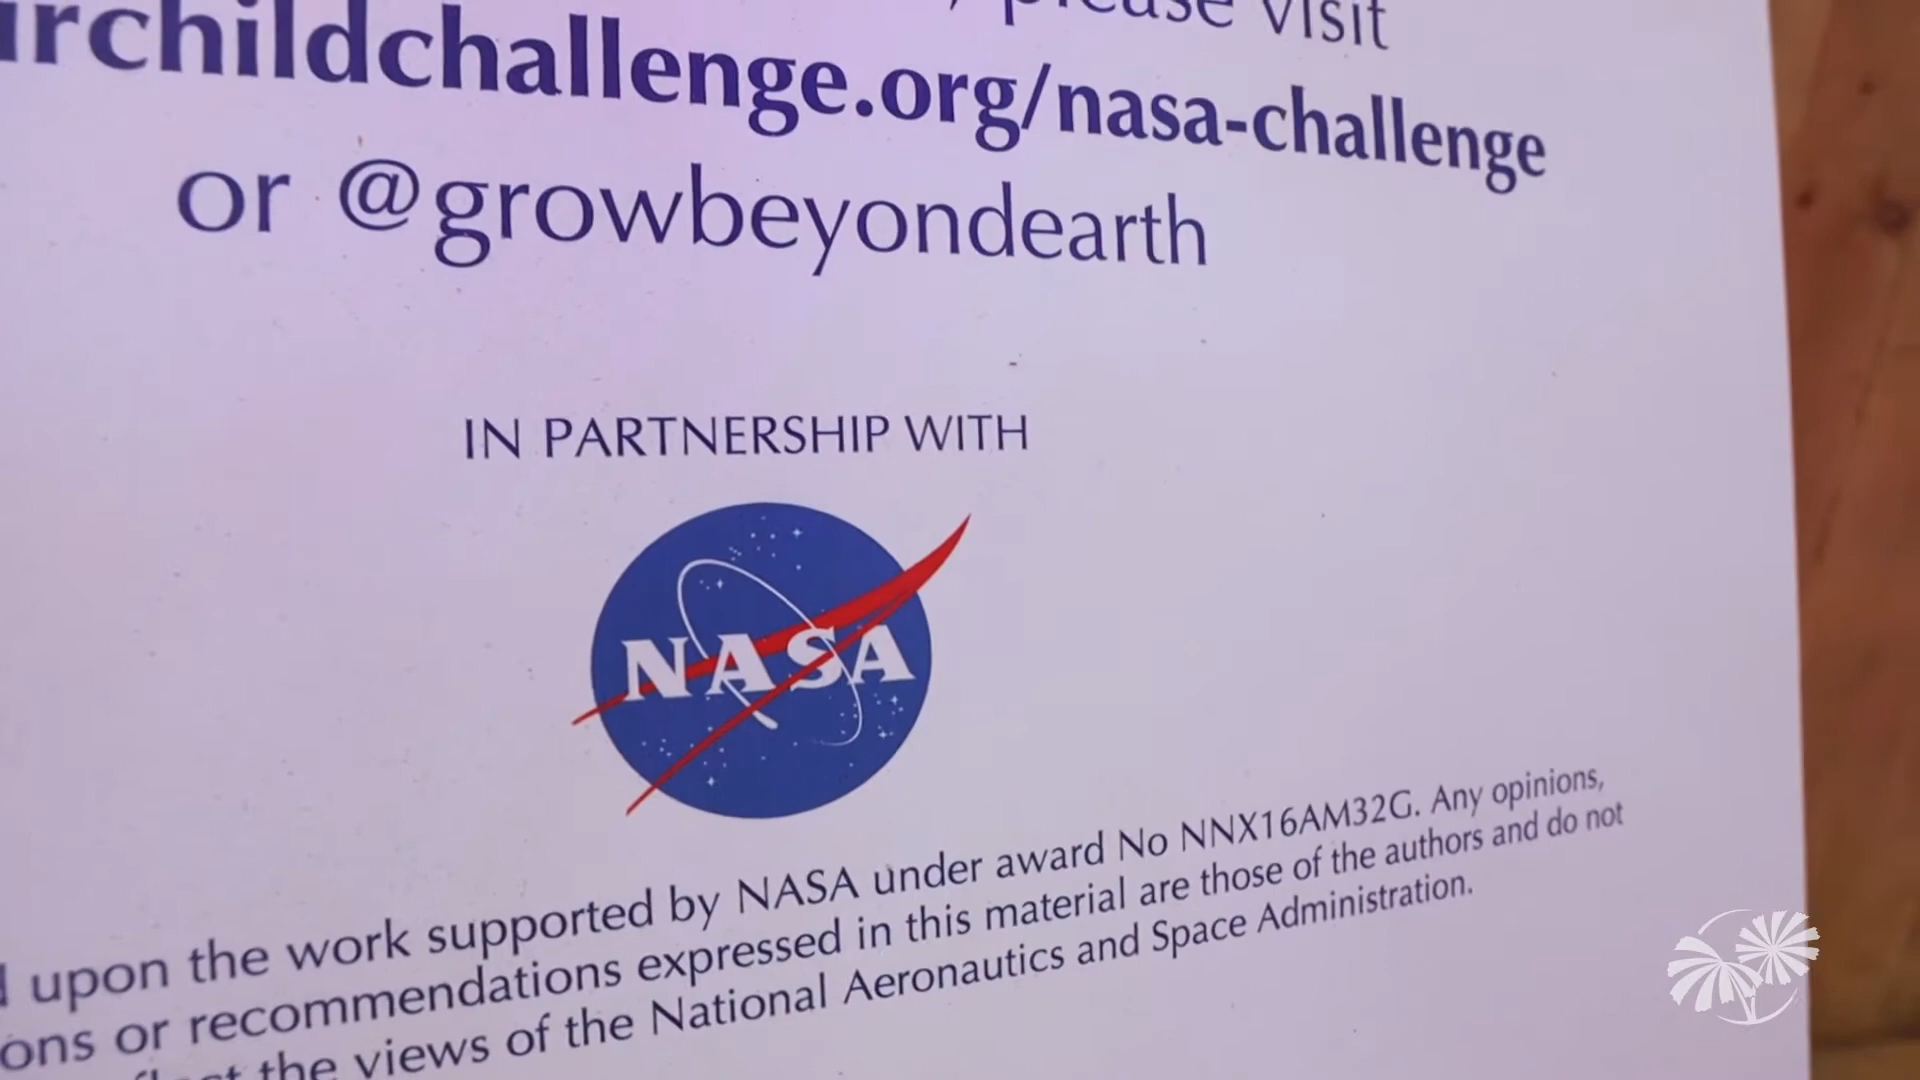 please visit
irchildchallenge.org/nasa-challenge
or @growbeyondearth
IN PARTNERSHIP WITH
NASA
upon the work supported by NASA under award No NNX16AM32G. Any opinions,
ons or recommendations expressed in this material are those of the authors and do not
the views of the National Aeronautics and Space Administration.